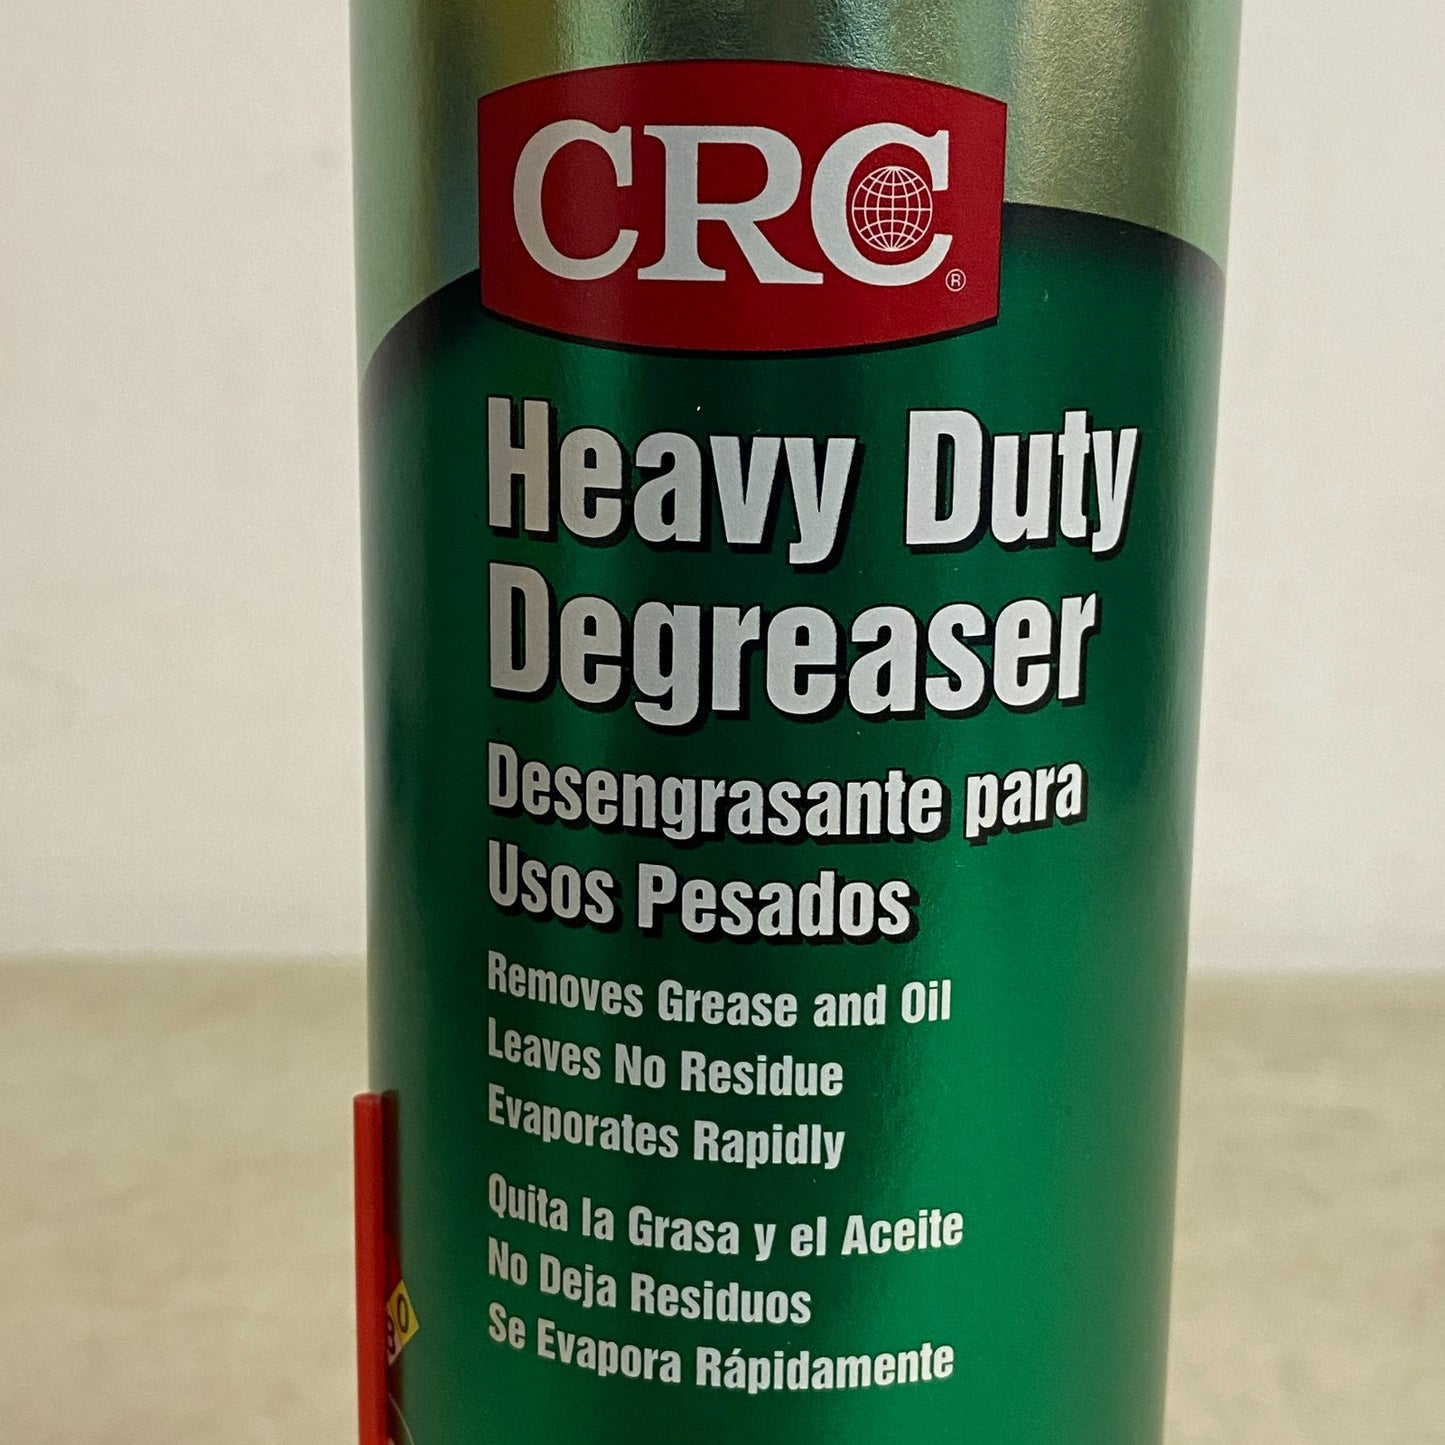 CRC®
Heavy Duty
Degreaser
Desengrasante para
Usos Pesados
Removes Grease and Oil
Leaves No Residue
Evaporates Rapidly
Quita la Grasa y el Aceite
No Deja Residuos
Se Evapora Rápidamente
0